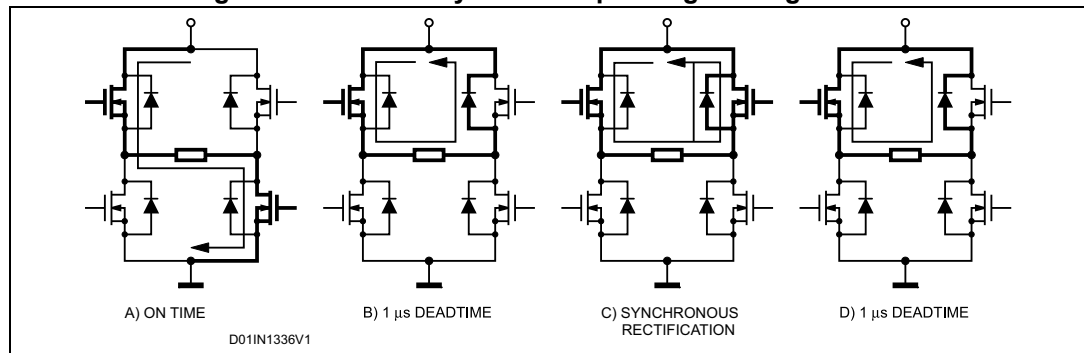 A) ON TIME
B) 1 μs DEADTIME
C) SYNCHRONOUS
RECTIFICATION
D) 1 μs DEADTIME
D01IN1336V1